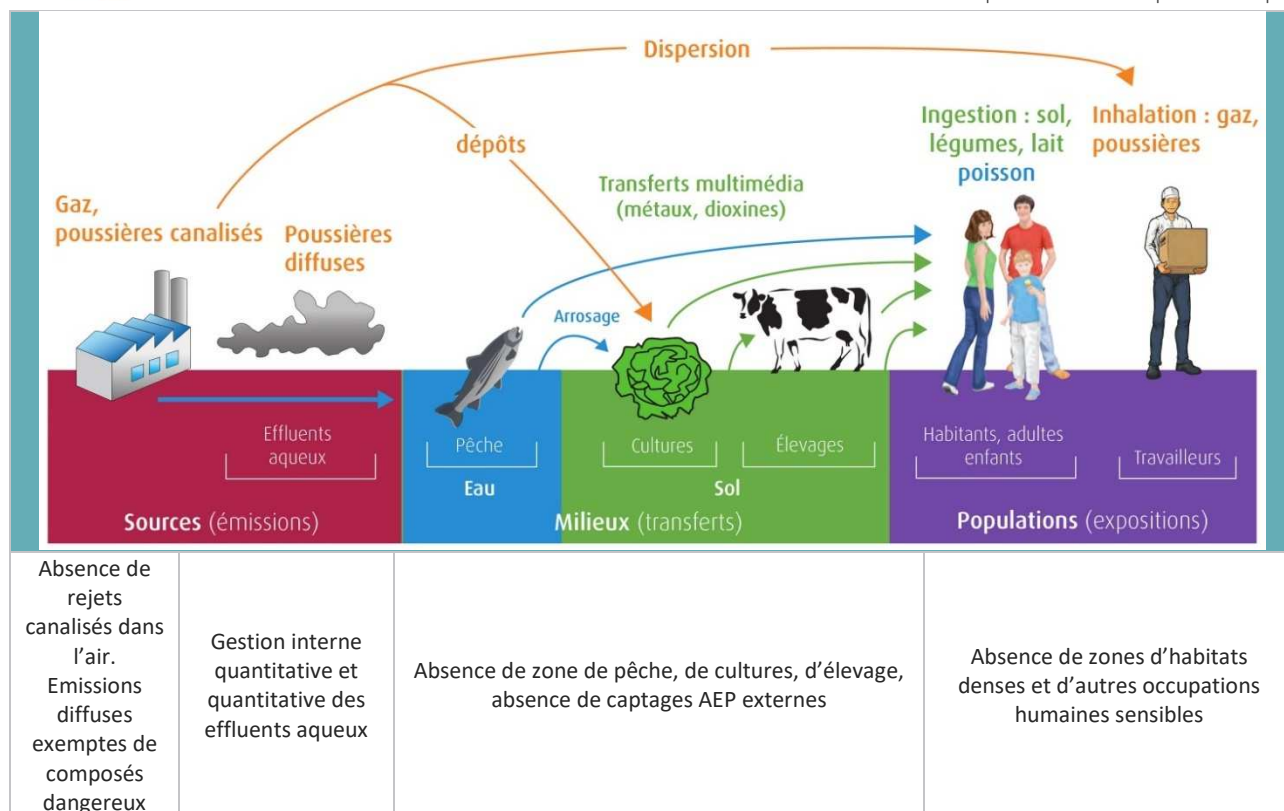 Dispersion
dépôts
Ingestion : sol,
légumes, lait
poisson
Inhalation : gaz,
poussières
Transferts multimédia
(métaux, dioxines)
Gaz,
poussières canalisés
Poussières
diffuses
Arrosage
Effluents
aqueux
Pêche
Cultures
Élevages
Habitants, adultes
enfants
Travailleurs
Eau
Sol
Sources (émissions)
Milieux (transferts)
Populations (expositions)
Absence de
rejets
canalisés dans
l’air.
Emissions
diffuses
exemptes de
composés
dangereux
Gestion interne
quantitative et
quantitative des
effluents aqueux
Absence de zone de pêche, de cultures, d’élevage,
absence de captages AEP externes
Absence de zones d’habitats
denses et d’autres occupations
humaines sensibles